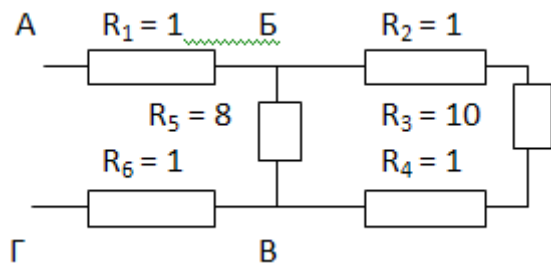 А R₁ = 1 Б R₂ = 1
R₅ = 8 R₃ = 10
R₆ = 1 R₄ = 1
Г В